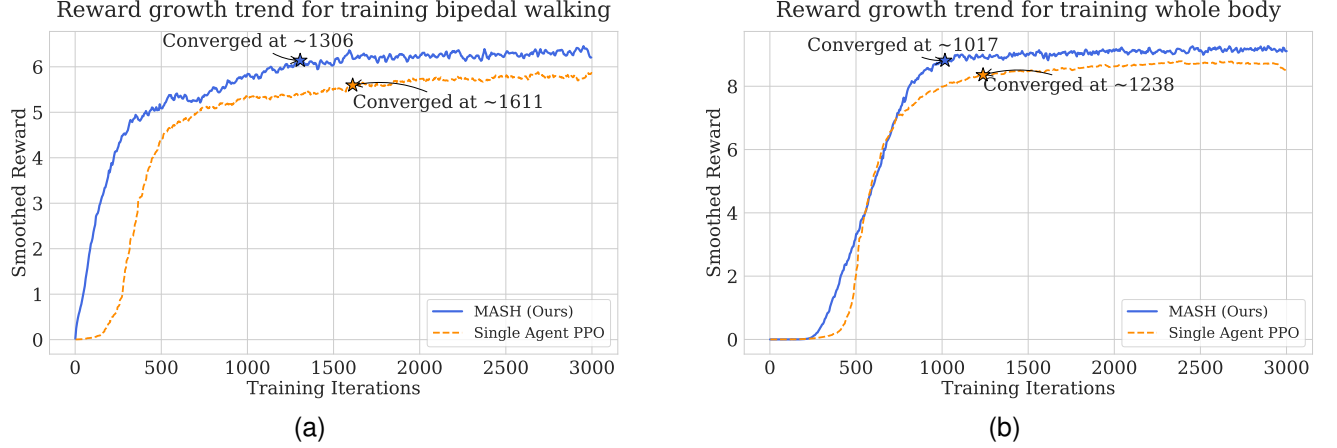 Reward growth trend for training bipedal walking
Converged at ~1306
Converged at ~1611
Smoothed Reward
6
5
4
3
2
1
0
MASH (Ours)
Single Agent PPO
0 500 1000 1500 2000 2500 3000
Training Iterations
(a)
Reward growth trend for training whole body
Converged at ~1017
Converged at ~1238
Smoothed Reward
8
6
4
2
0
MASH (Ours)
Single Agent PPO
0 500 1000 1500 2000 2500 3000
Training Iterations
(b)